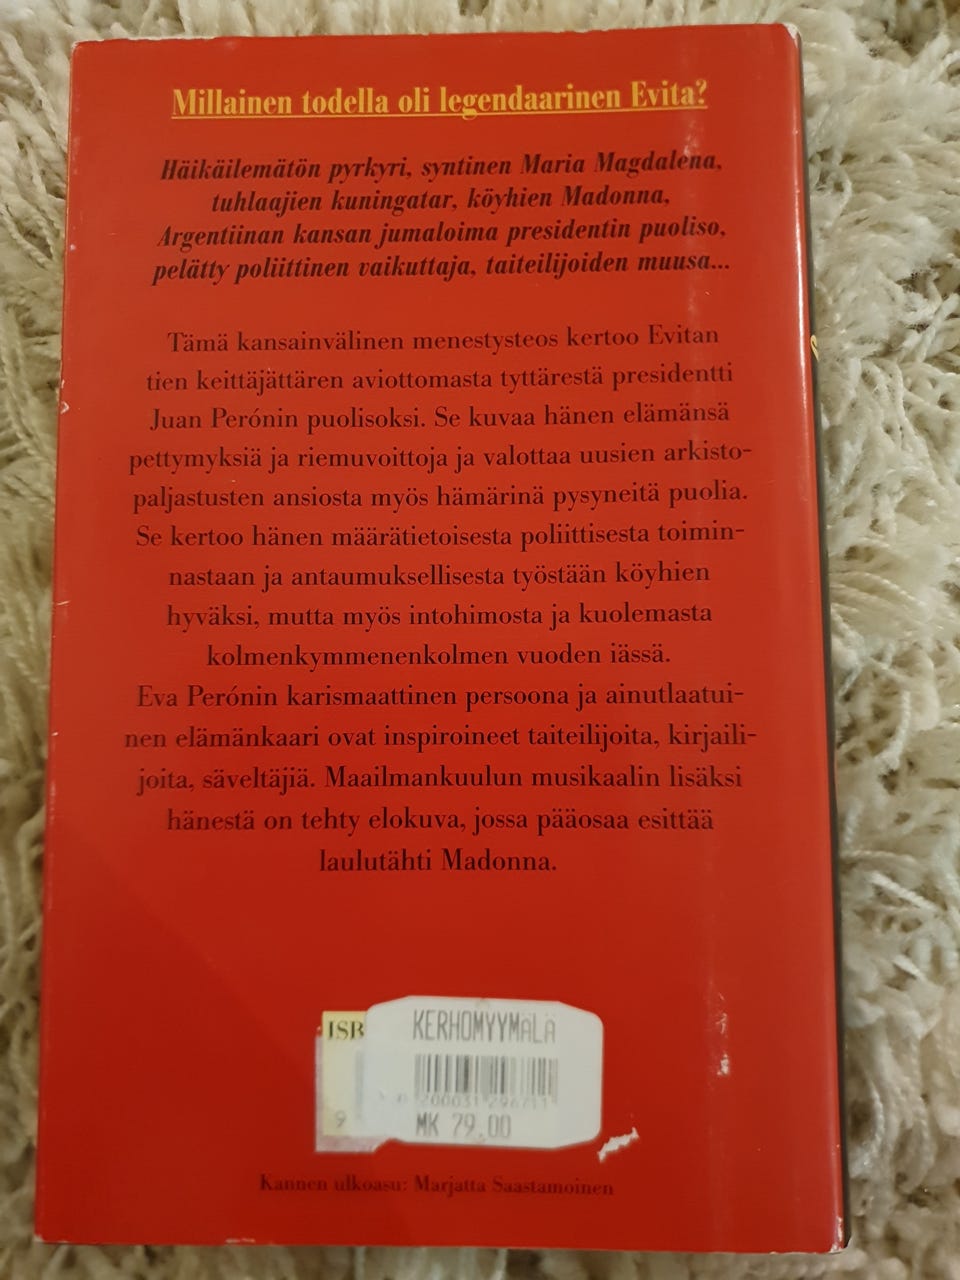 Millainen todella oli legendaarinen Evita?
Häikäilemätön pyrkyri, syntinen Maria Magdalena,
tuhlaajien kuningatar, köyhien Madonna,
Argentiinan kansan jumaloima presidentin puoliso,
pelätty poliittinen vaikuttaja, taiteilijoiden muusa...
Tämä kansainvälinen menestysteos kertoo Evitan
tien keittäjättären aviottomasta tyttärestä presidentti
Juan Perónin puolisoksi. Se kuvaa hänen elämänsä
pettymyksiä ja riemuvoittoja ja valottaa uusien arkisto-
paljastusten ansiosta myös hämärinä pysyneitä puolia.
Se kertoo hänen määrätietoisesta poliittisesta toimin-
nastaan ja antaumuksellisesta työstään köyhien
hyväksi, mutta myös intohimosta ja kuolemasta
kolmenkymmenenkolmen vuoden iässä.
Eva Perónin karismaattinen persoona ja ainutlaatui-
nen elämänkaari ovat inspiroineet taiteilijoita, kirjaili-
joita, säveltäjiä. Maailmankuulun musikaalin lisäksi
hänestä on tehty elokuva, jossa pääosaa esittää
laulutähti Madonna.
ISB
KERHOMYYMÄLÄ
9
MK 79.00
Kannen ulkoasu: Marjatta Saastamoinen